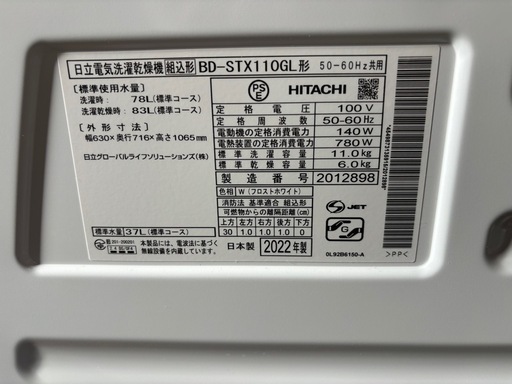 日立電気洗濯乾燥機 組込形 BD-STX110GL形 50-60Hz共用
[標準使用水量]
洗濯時: 78L(標準コース)
洗濯乾燥時: 83L(標準コース)
[外形寸法]
幅630×奥行716×高さ1065mm
日立グローバルライフソリューションズ(株)
PSE HITACHI
定格電圧 100V
定格周波数 50-60Hz
電動機の定格消費電力 140W
電熱装置の定格消費電力 780W
標準洗濯容量 11.0kg
標準乾燥容量 6.0kg
製造番号 2012898
色相 W (フロストホワイト)
消防法 基準適合 組込形
可燃物からの離隔距離(cm)
上方 左方 右方 前方 後方 下方
30 1.0 1.0 1.0 0
S JET
標準水量37L(標準コース)
本製品には、電波法に基づく
無線設備を内蔵しています。
日本製 2022年製
0L92B6150-A
>PP<